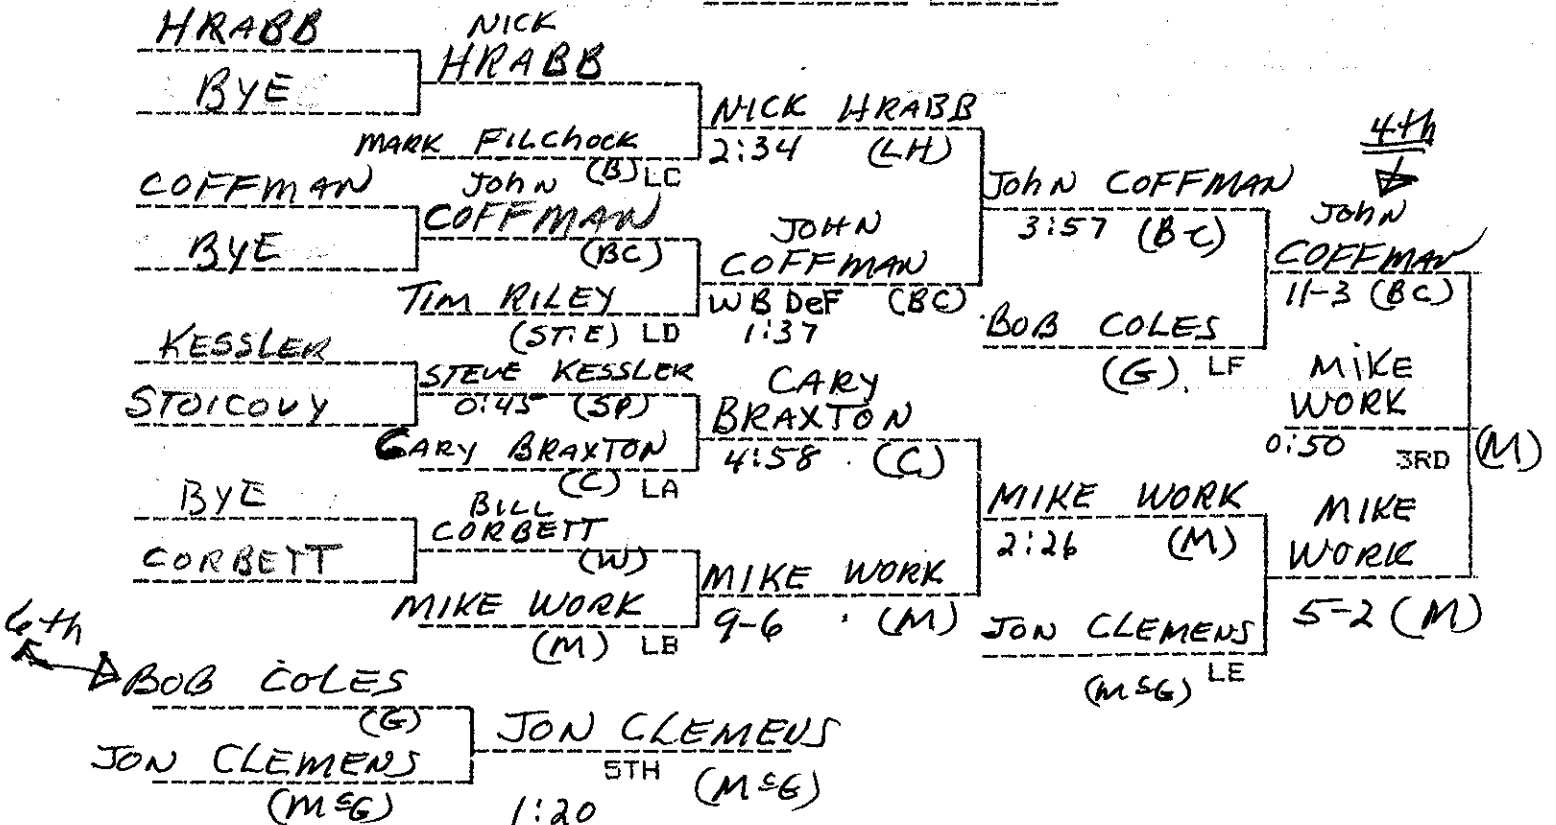 HRABB
BYE
NICK
HRABB
MARK FILCHOCK
(B) LC
NICK HRABB
2:34 (LH)
COFFMAN
BYE
JOHN
COFFMAN
(BC)
TIM RILEY
(ST.E) LD
JOHN
COFFMAN
WB DEF (BC)
1:37
JOHN COFFMAN
3:57 (BC)
BOB COLES
(G) LF
4th
JOHN
COFFMAN
11-3 (BC)
KESSLER
STOICOVY
STEVE KESSLER
0:45 (SP)
CARY BRAXTON
(C) LA
CARY
BRAXTON
4:58 (C)
BYE
CORBETT
BILL
CORBETT
(W)
MIKE WORK
(M) LB
MIKE WORK
9-6 (M)
MIKE WORK
2:26 (M)
JON CLEMENS
(McG) LE
MIKE
WORK
0:50 3RD (M)
MIKE
WORK
5-2 (M)
6th
BOB COLES
(G)
JON CLEMENS
(McG)
JON CLEMENS
5TH (McG)
1:20